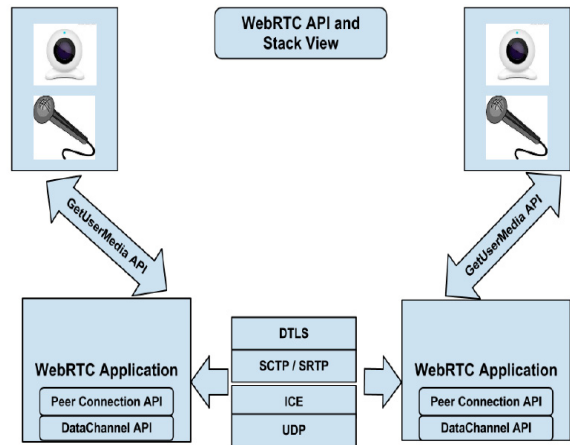 WebRTC API and
Stack View
GetUserMedia API
GetUserMedia API
WebRTC Application
Peer Connection API
DataChannel API
DTLS
SCTP / SRTP
ICE
UDP
WebRTC Application
Peer Connection API
DataChannel API